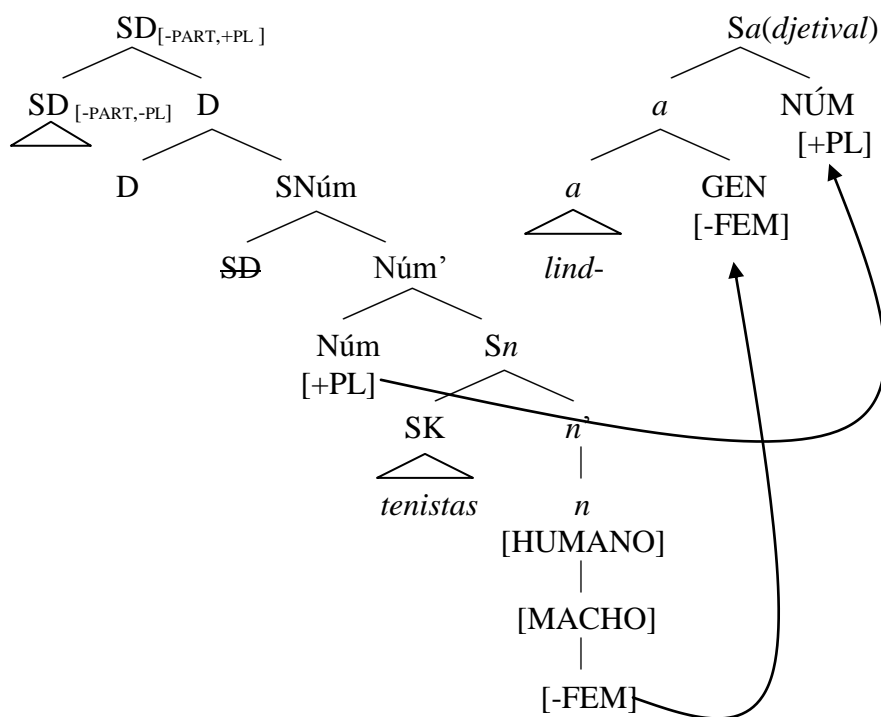 SD[-PART,+PL ] Sa(djetival)
SD [-PART,-PL] D a NÚM
[+PL]
D SNúm a GEN
[-FEM]
SD Núm’ lind-
Núm Sn
[+PL]
SK n’
tenistas n
[HUMANO]
[MACHO]
[-FEM]